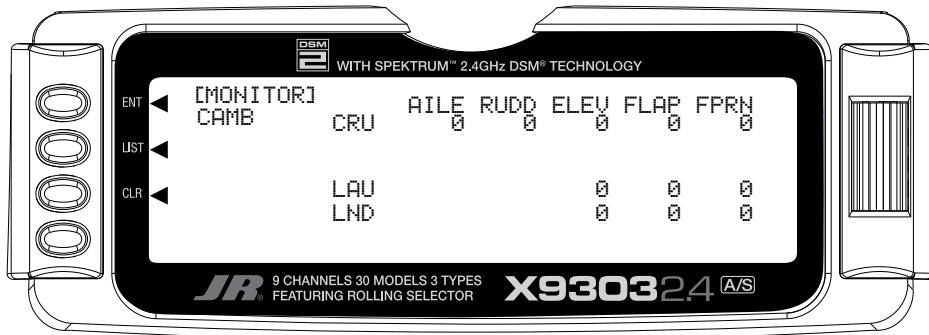 DSM
2 WITH SPEKTRUM™ 2.4GHz DSM® TECHNOLOGY
ENT
LIST
CLR
[MONITOR] AILE RUDD ELEV FLAP FPRN
CAMB CRU 0 0 0 0 0
LAU 0 0 0
LND 0 0 0
JR® 9 CHANNELS 30 MODELS 3 TYPES
FEATURING ROLLING SELECTOR
X9303 2.4 A/S